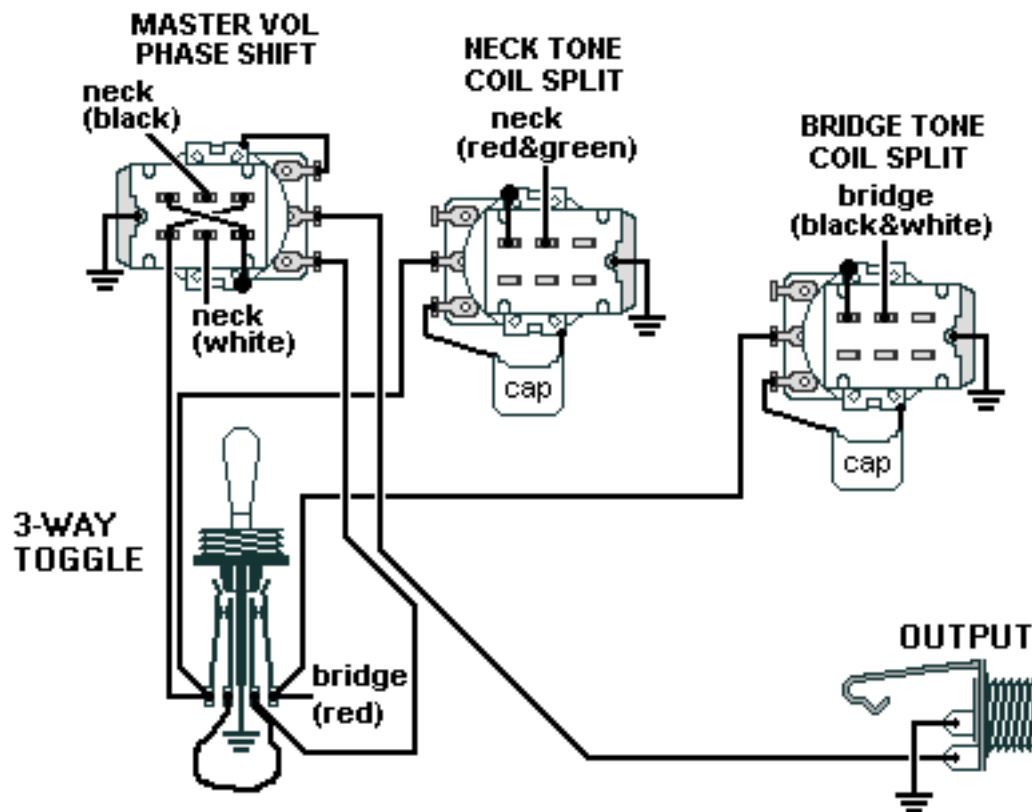 MASTER VOL
PHASE SHIFT
neck
(black)
neck
(white)
NECK TONE
COIL SPLIT
neck
(red&green)
cap
BRIDGE TONE
COIL SPLIT
bridge
(black&white)
cap
3-WAY
TOGGLE
bridge
(red)
OUTPUT